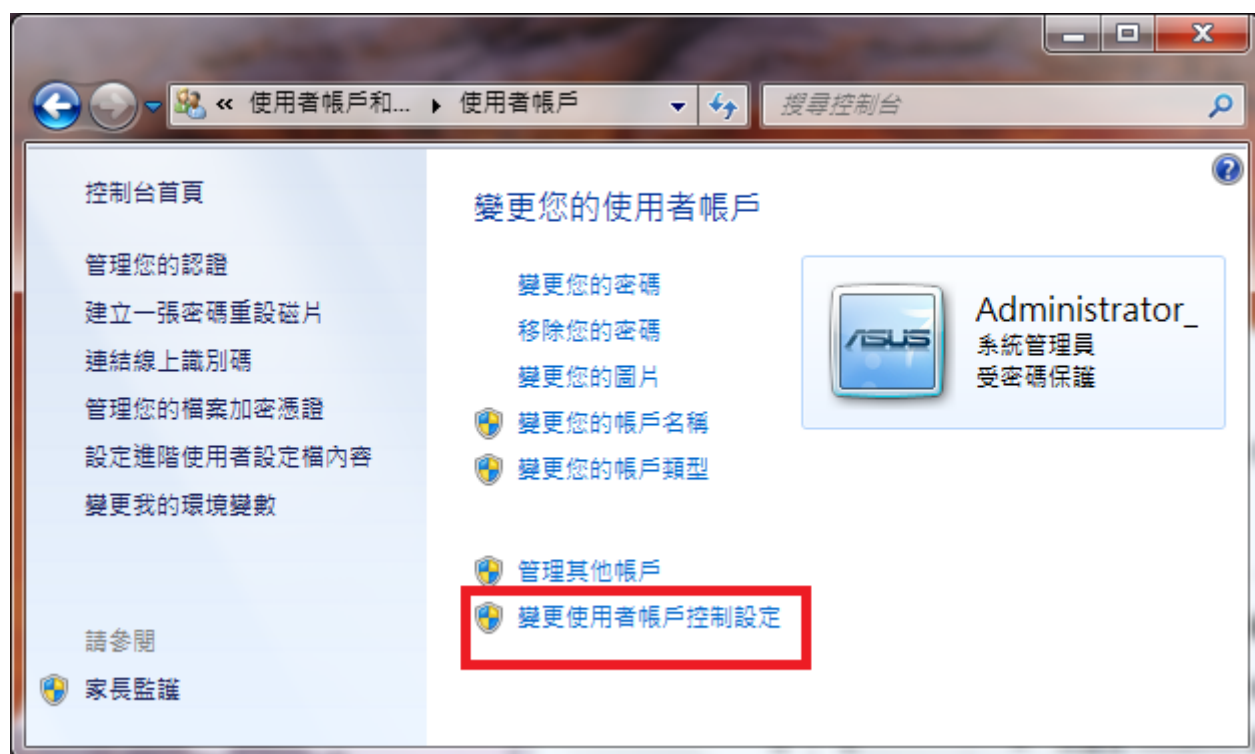 « 使用者帳戶和... ▸ 使用者帳戶
搜尋控制台
控制台首頁
管理您的認證
建立一張密碼重設磁片
連結線上識別碼
管理您的檔案加密憑證
設定進階使用者設定檔內容
變更我的環境變數
請參閱
家長監護
變更您的使用者帳戶
變更您的密碼
移除您的密碼
變更您的圖片
變更您的帳戶名稱
變更您的帳戶類型
管理其他帳戶
變更使用者帳戶控制設定
ASUS
Administrator_
系統管理員
受密碼保護